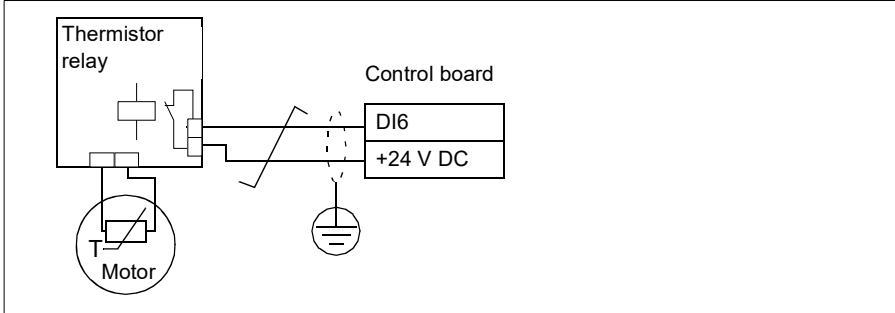 Thermistor
relay
Control board
DI6
+24 V DC
T
Motor